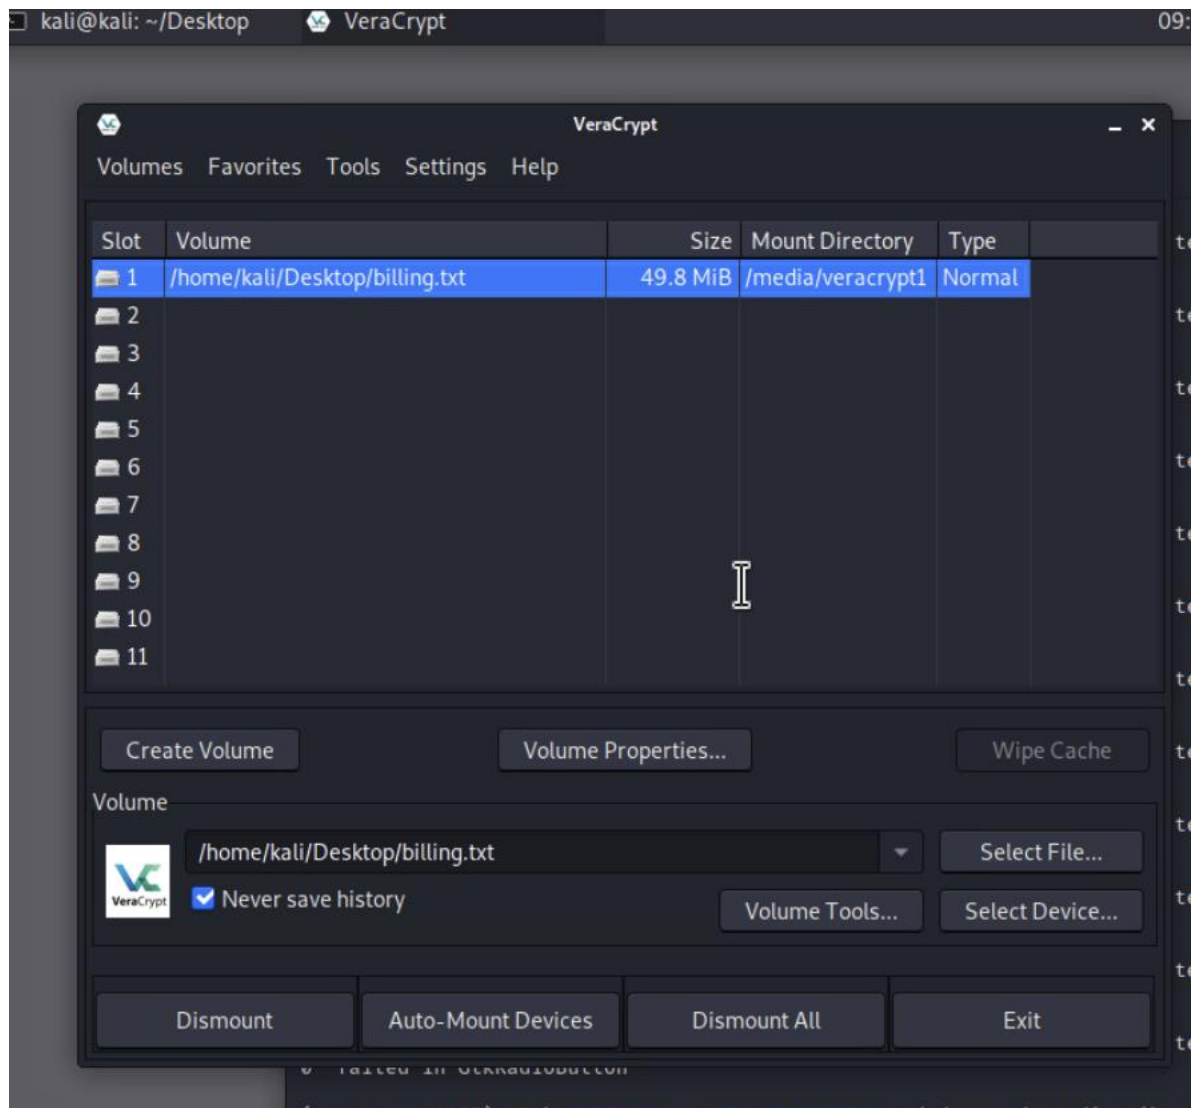 kali@kali: ~/Desktop VeraCrypt 09:
VeraCrypt
Volumes Favorites Tools Settings Help
Slot Volume Size Mount Directory Type
1 /home/kali/Desktop/billing.txt 49.8 MiB /media/veracrypt1 Normal
2
3
4
5
6
7
8
9
10
11
Create Volume Volume Properties... Wipe Cache
Volume
/home/kali/Desktop/billing.txt Select File...
VeraCrypt
Never save history
Volume Tools... Select Device...
Dismount Auto-Mount Devices Dismount All Exit
failed in GtkRadioButton